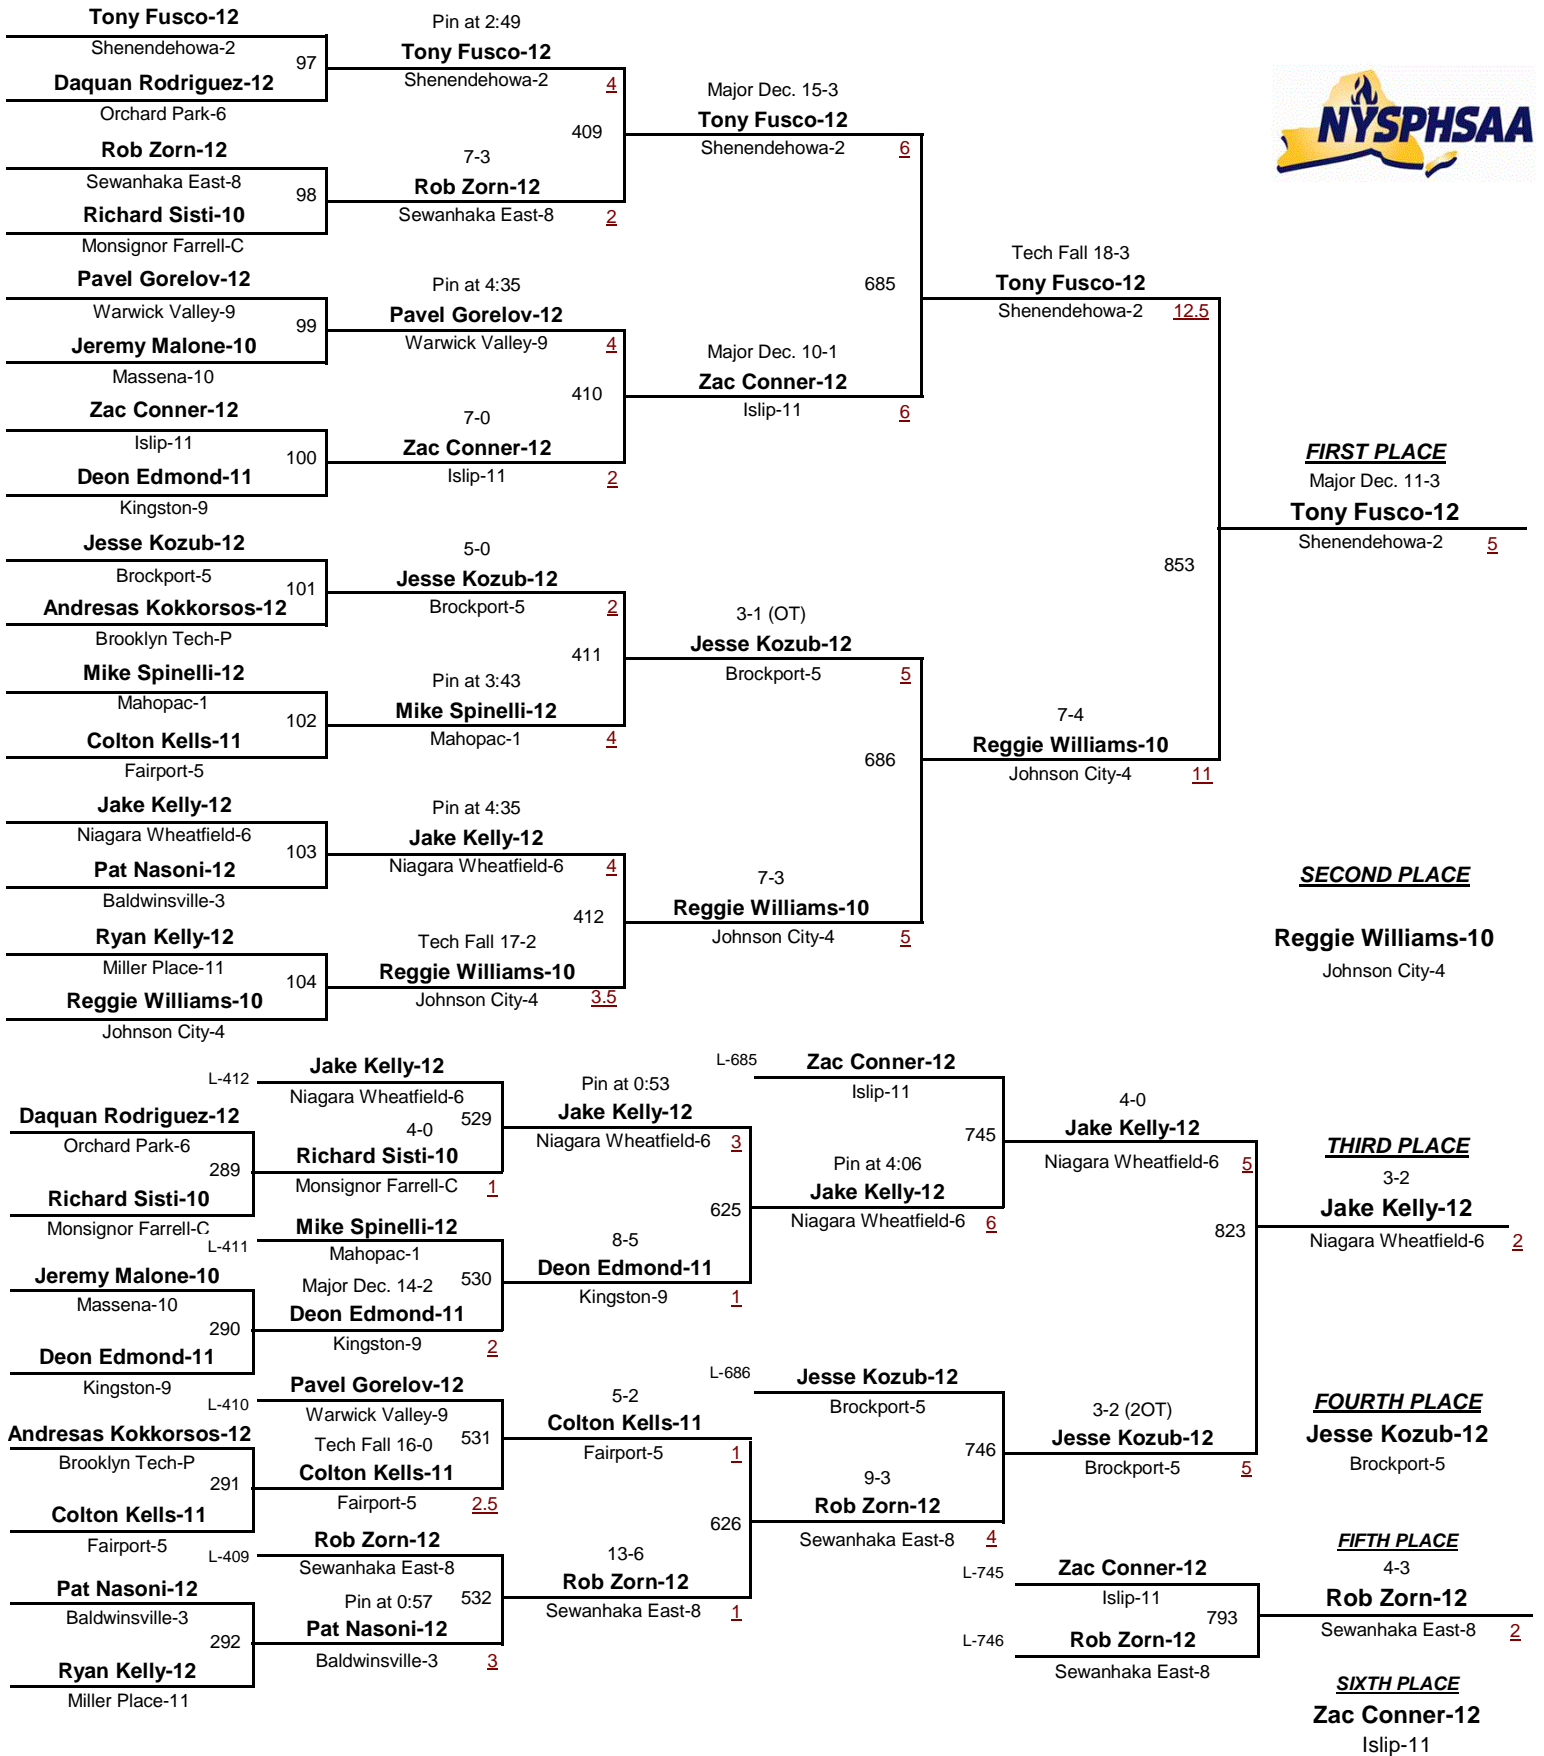 Tony Fusco-12
Shenendehowa-2
97
Daquan Rodriguez-12
Orchard Park-6
Rob Zorn-12
Sewanhaka East-8
98
Richard Sisti-10
Monsignor Farrell-C
Pavel Gorelov-12
Warwick Valley-9
99
Jeremy Malone-10
Massena-10
Zac Conner-12
Islip-11
100
Deon Edmond-11
Kingston-9
Jesse Kozub-12
Brockport-5
101
Andresas Kokkorsos-12
Brooklyn Tech-P
Mike Spinelli-12
Mahopac-1
102
Colton Kells-11
Fairport-5
Jake Kelly-12
Niagara Wheatfield-6
103
Pat Nasoni-12
Baldwinsville-3
Ryan Kelly-12
Miller Place-11
104
Reggie Williams-10
Johnson City-4
Pin at 2:49
Tony Fusco-12
Shenendehowa-2 4
409
7-3
Rob Zorn-12
Sewanhaka East-8 2
Pin at 4:35
Pavel Gorelov-12
Warwick Valley-9 4
410
7-0
Zac Conner-12
Islip-11 2
5-0
Jesse Kozub-12
Brockport-5 2
411
Pin at 3:43
Mike Spinelli-12
Mahopac-1 4
Pin at 4:35
Jake Kelly-12
Niagara Wheatfield-6 4
412
Tech Fall 17-2
Reggie Williams-10
Johnson City-4 3.5
Major Dec. 15-3
Tony Fusco-12
Shenendehowa-2 6
685
Major Dec. 10-1
Zac Conner-12
Islip-11 6
3-1 (OT)
Jesse Kozub-12
Brockport-5 5
686
7-3
Reggie Williams-10
Johnson City-4 5
NYSPHSAA
Tech Fall 18-3
Tony Fusco-12
Shenendehowa-2 12.5
853
7-4
Reggie Williams-10
Johnson City-4 11
FIRST PLACE
Major Dec. 11-3
Tony Fusco-12
Shenendehowa-2 5
SECOND PLACE
Reggie Williams-10
Johnson City-4
Daquan Rodriguez-12
Orchard Park-6
289
Richard Sisti-10
Monsignor Farrell-C
Jeremy Malone-10
Massena-10
290
Deon Edmond-11
Kingston-9
Andresas Kokkorsos-12
Brooklyn Tech-P
291
Colton Kells-11
Fairport-5
Pat Nasoni-12
Baldwinsville-3
292
Ryan Kelly-12
Miller Place-11
L-412 Jake Kelly-12
Niagara Wheatfield-6
4-0 529
Richard Sisti-10
Monsignor Farrell-C 1
L-411 Mike Spinelli-12
Mahopac-1
Major Dec. 14-2 530
Deon Edmond-11
Kingston-9 2
L-410 Pavel Gorelov-12
Warwick Valley-9
Tech Fall 16-0 531
Colton Kells-11
Fairport-5 2.5
L-409 Rob Zorn-12
Sewanhaka East-8
Pin at 0:57 532
Pat Nasoni-12
Baldwinsville-3 3
Pin at 0:53
Jake Kelly-12
Niagara Wheatfield-6 3
625
8-5
Deon Edmond-11
Kingston-9 1
5-2
Colton Kells-11
Fairport-5 1
626
13-6
Rob Zorn-12
Sewanhaka East-8 1
L-685 Zac Conner-12
Islip-11
745
Pin at 4:06
Jake Kelly-12
Niagara Wheatfield-6 6
L-686 Jesse Kozub-12
Brockport-5
746
9-3
Rob Zorn-12
Sewanhaka East-8 4
4-0
Jake Kelly-12
Niagara Wheatfield-6 5
823
3-2 (2OT)
Jesse Kozub-12
Brockport-5 5
L-745 Zac Conner-12
Islip-11
793
L-746 Rob Zorn-12
Sewanhaka East-8
THIRD PLACE
3-2
Jake Kelly-12
Niagara Wheatfield-6 2
FOURTH PLACE
Jesse Kozub-12
Brockport-5
FIFTH PLACE
4-3
Rob Zorn-12
Sewanhaka East-8 2
SIXTH PLACE
Zac Conner-12
Islip-11